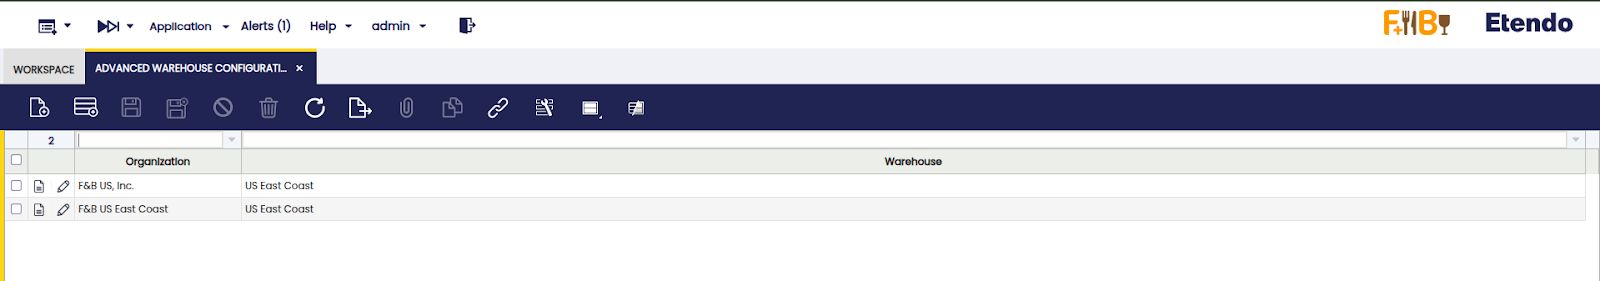 Application Alerts (1) Help admin F&B Etendo
WORKSPACE ADVANCED WAREHOUSE CONFIGURATI... ×
2
Organization Warehouse
F&B US, Inc. US East Coast
F&B US East Coast US East Coast